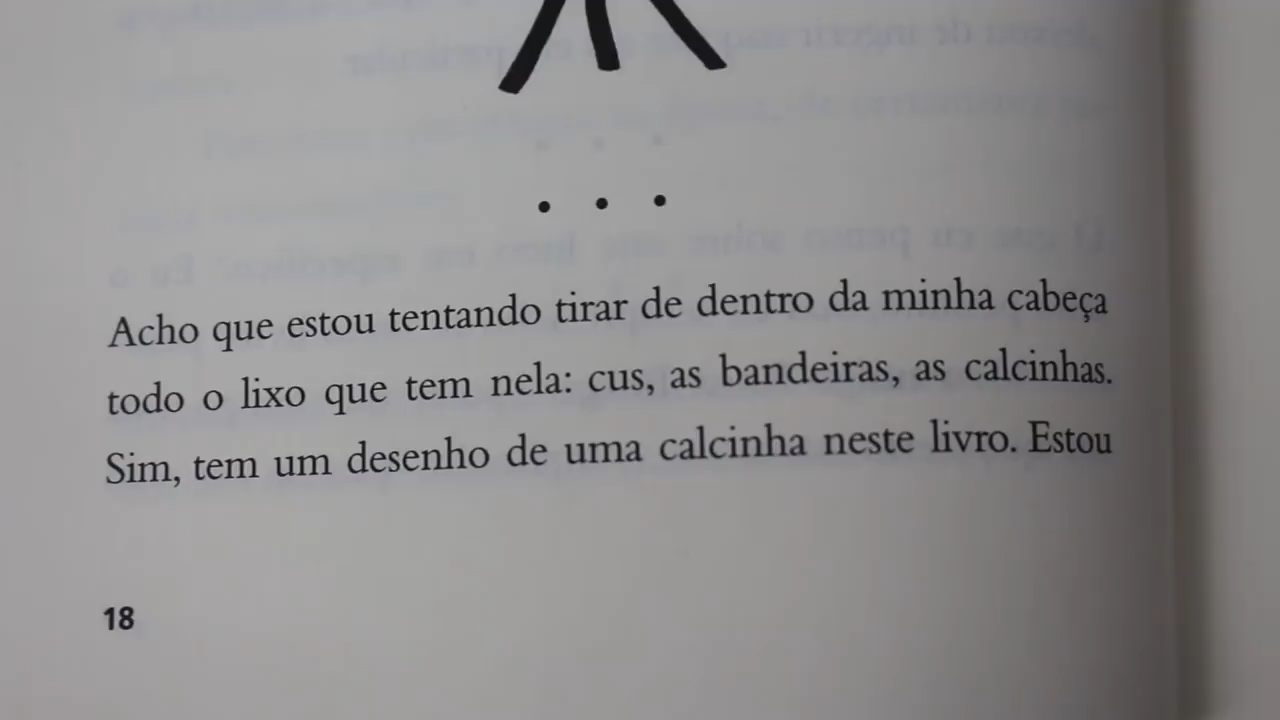 . . .
Acho que estou tentando tirar de dentro da minha cabeça
todo o lixo que tem nela: cus, as bandeiras, as calcinhas.
Sim, tem um desenho de uma calcinha neste livro. Estou
18